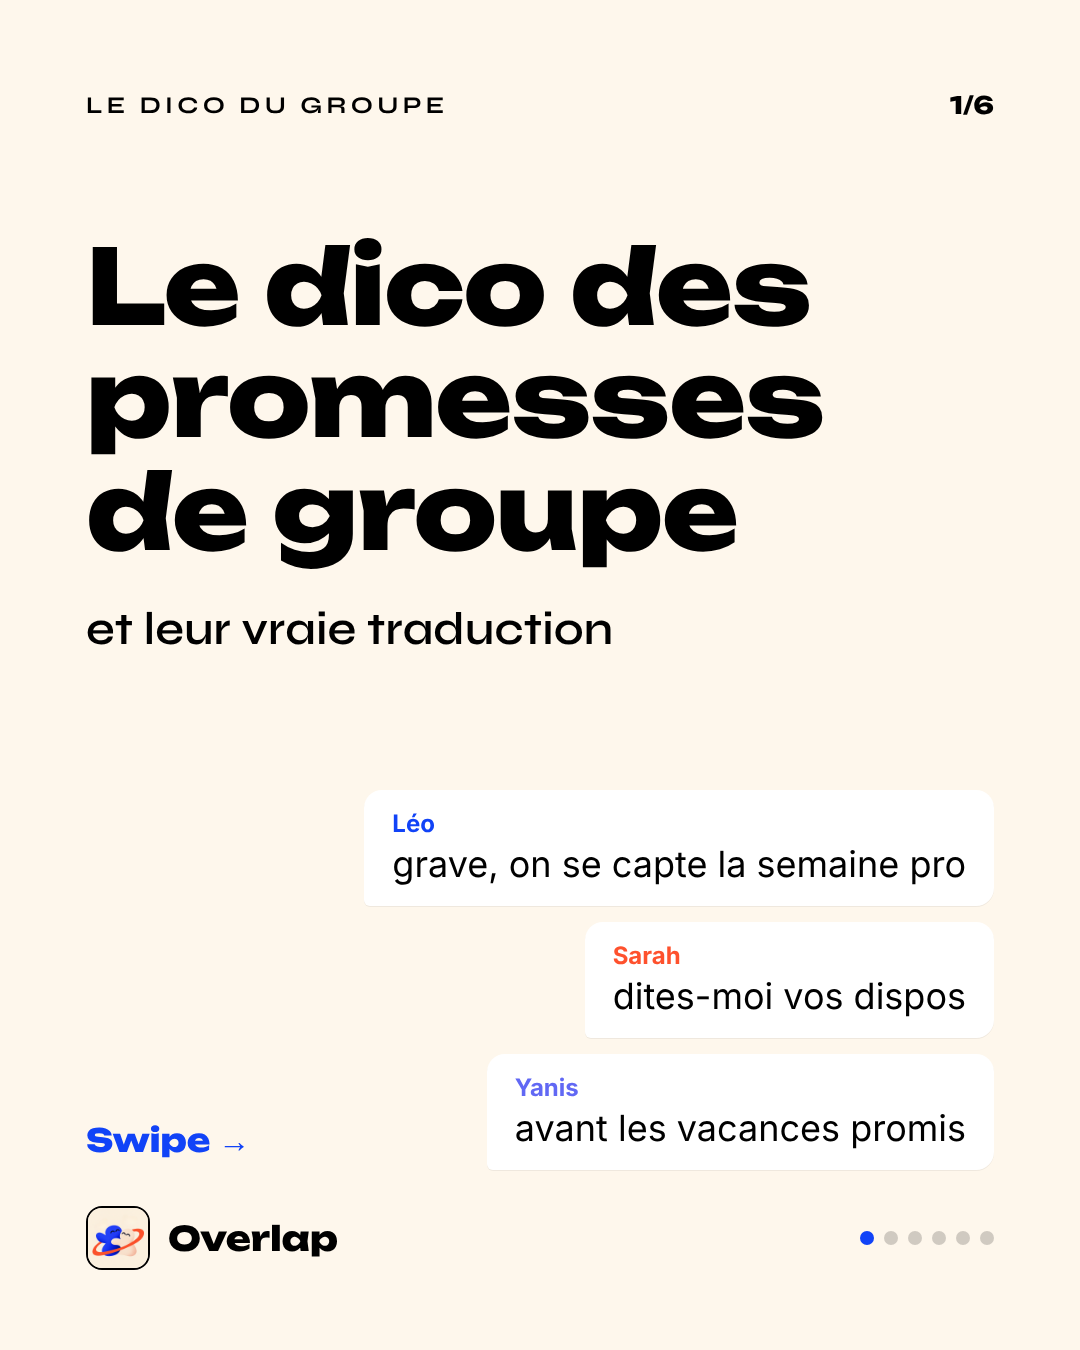 LE DICO DU GROUPE
1/6
Le dico des
promesses
de groupe
et leur vraie traduction
Léo
grave, on se capte la semaine pro
Sarah
dites-moi vos dispos
Yanis
avant les vacances promis
Swipe →
Overlap